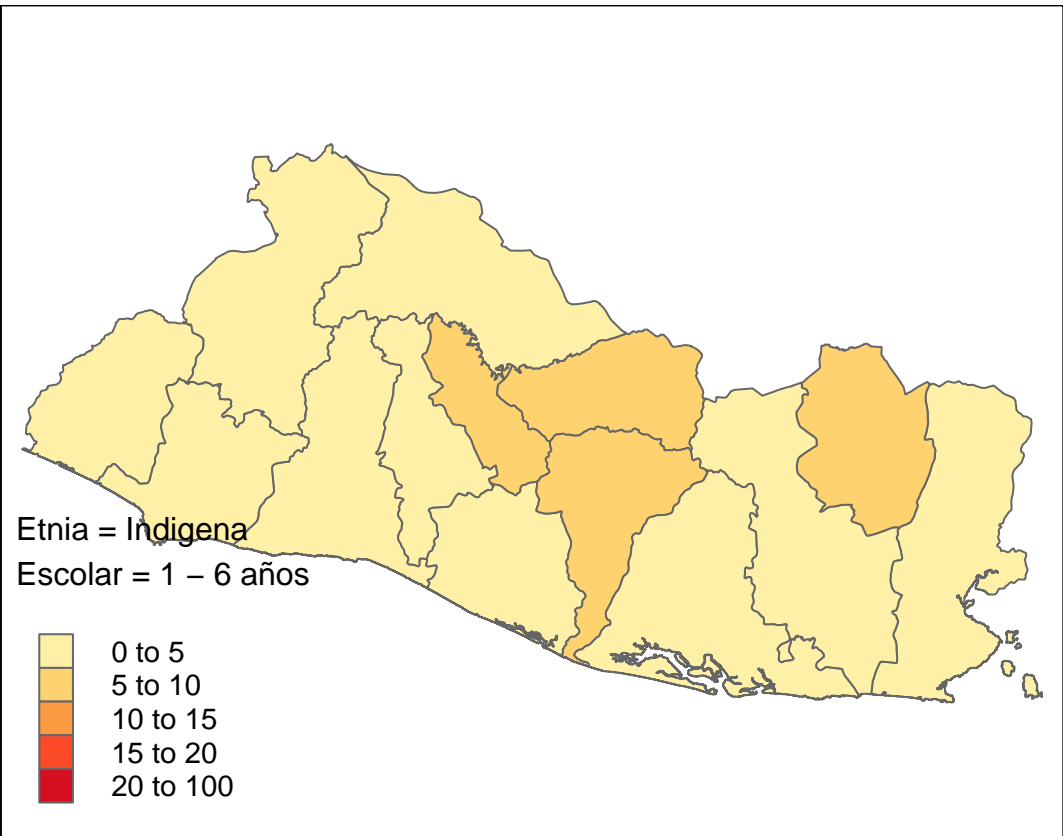 Etnia = Indigena
Escolar = 1 − 6 años
0 to 5
5 to 10
10 to 15
15 to 20
20 to 100